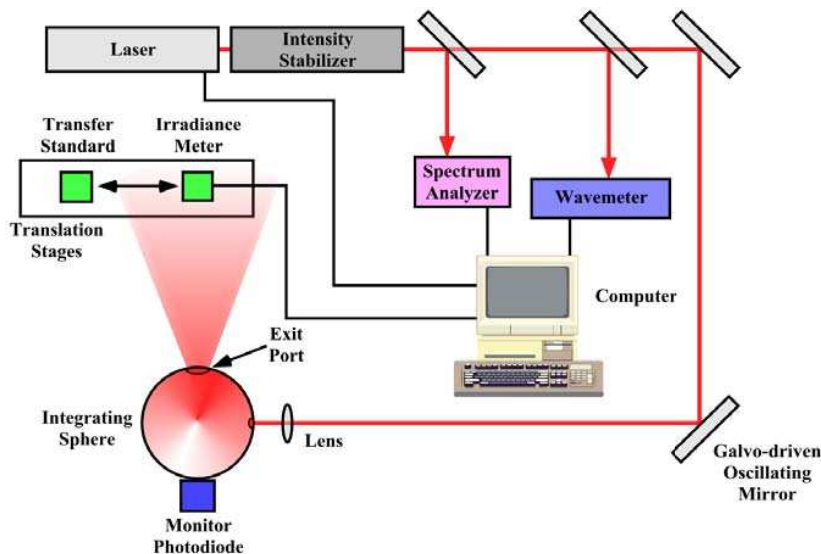 Laser
Intensity
Stabilizer
Transfer
Standard
Irradiance
Meter
Spectrum
Analyzer
Wavemeter
Translation
Stages
Computer
Exit
Port
Integrating
Sphere
Lens
Galvo-driven
Oscillating
Mirror
Monitor
Photodiode